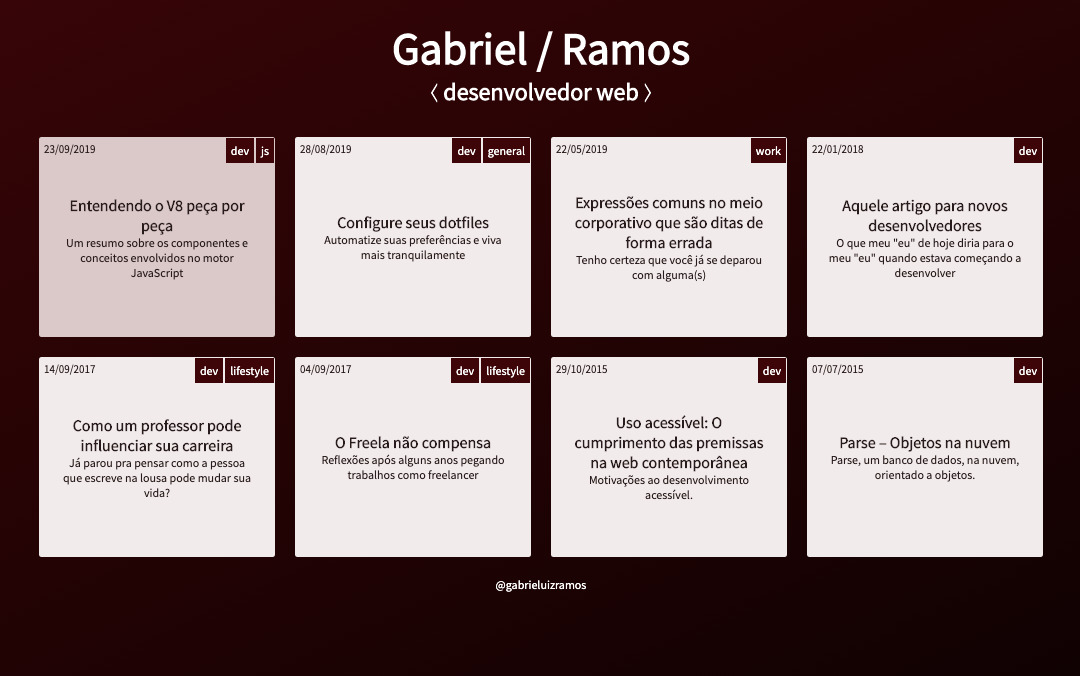 Gabriel / Ramos
〈 desenvolvedor web 〉
23/09/2019
dev
js
Entendendo o V8 peça por
peça
Um resumo sobre os componentes e
conceitos envolvidos no motor
JavaScript
28/08/2019
dev
general
Configure seus dotfiles
Automatize suas preferências e viva
mais tranquilamente
22/05/2019
work
Expressões comuns no meio
corporativo que são ditas de
forma errada
Tenho certeza que você já se deparou
com alguma(s)
22/01/2018
dev
Aquele artigo para novos
desenvolvedores
O que meu "eu" de hoje diria para o
meu "eu" quando estava começando a
desenvolver
14/09/2017
dev
lifestyle
Como um professor pode
influenciar sua carreira
Já parou pra pensar como a pessoa
que escreve na lousa pode mudar sua
vida?
04/09/2017
dev
lifestyle
O Freela não compensa
Reflexões após alguns anos pegando
trabalhos como freelancer
29/10/2015
dev
Uso acessível: O
cumprimento das premissas
na web contemporânea
Motivações ao desenvolvimento
acessível.
07/07/2015
dev
Parse – Objetos na nuvem
Parse, um banco de dados, na nuvem,
orientado a objetos.
@gabrieluizramos